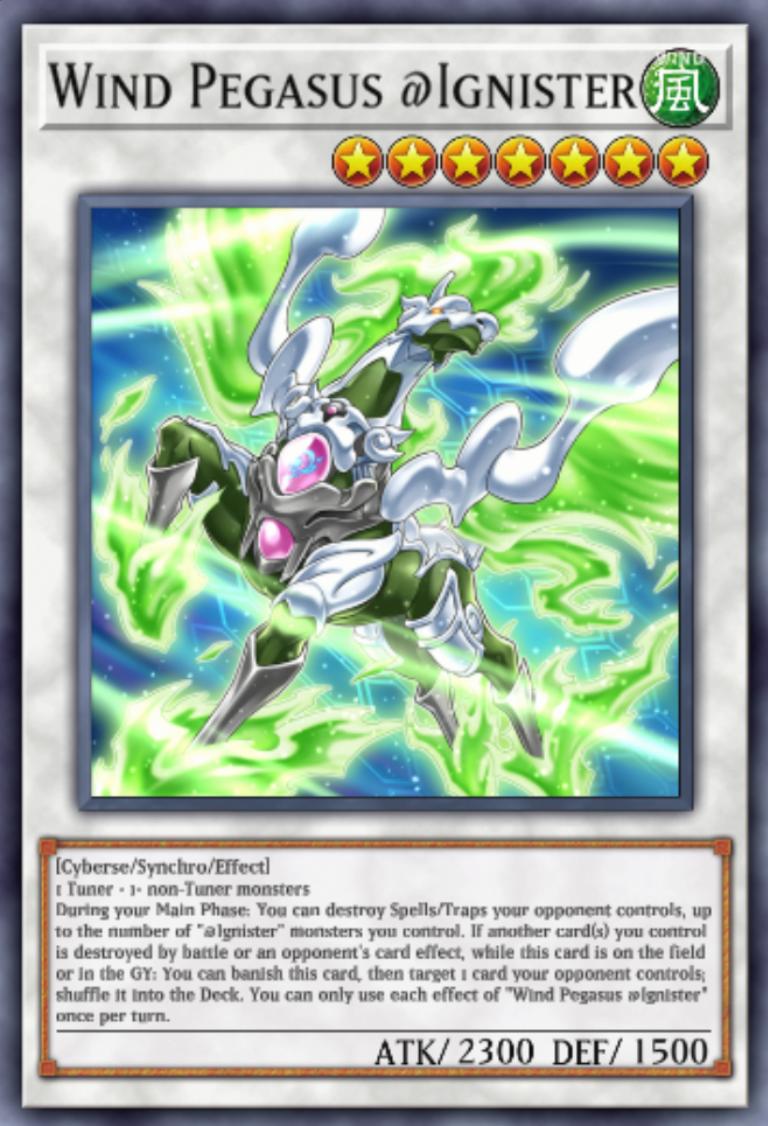 WIND PEGASUS @IGNISTER
WIND
風
[Cyberse/Synchro/Effect]
1 Tuner + 1+ non-Tuner monsters
During your Main Phase: You can destroy Spells/Traps your opponent controls, up
to the number of "@Ignister" monsters you control. If another card(s) you control
is destroyed by battle or an opponent's card effect, while this card is on the field
or in the GY: You can banish this card, then target 1 card your opponent controls;
shuffle it into the Deck. You can only use each effect of "Wind Pegasus @Ignister"
once per turn.
ATK/ 2300 DEF/ 1500